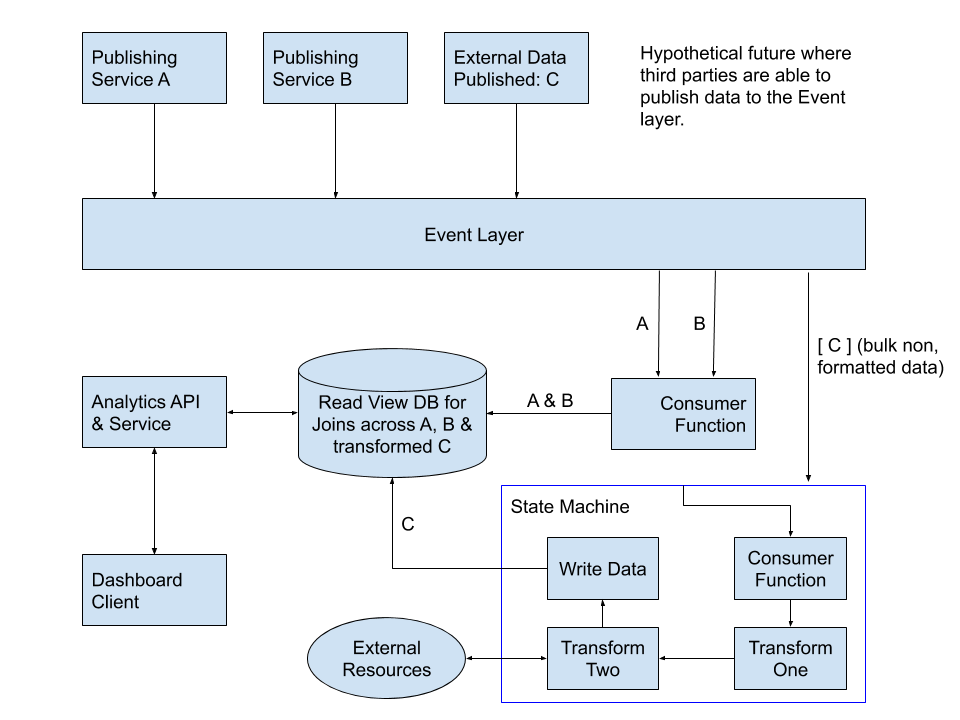 Publishing
Service A
Publishing
Service B
External Data
Published: C
Hypothetical future where
third parties are able to
publish data to the Event
layer.
Event Layer
A
B
[ C ] (bulk non,
formatted data)
Analytics API
& Service
Read View DB for
Joins across A, B &
transformed C
A & B
Consumer
Function
C
State Machine
Write Data
Consumer
Function
Dashboard
Client
External
Resources
Transform
Two
Transform
One